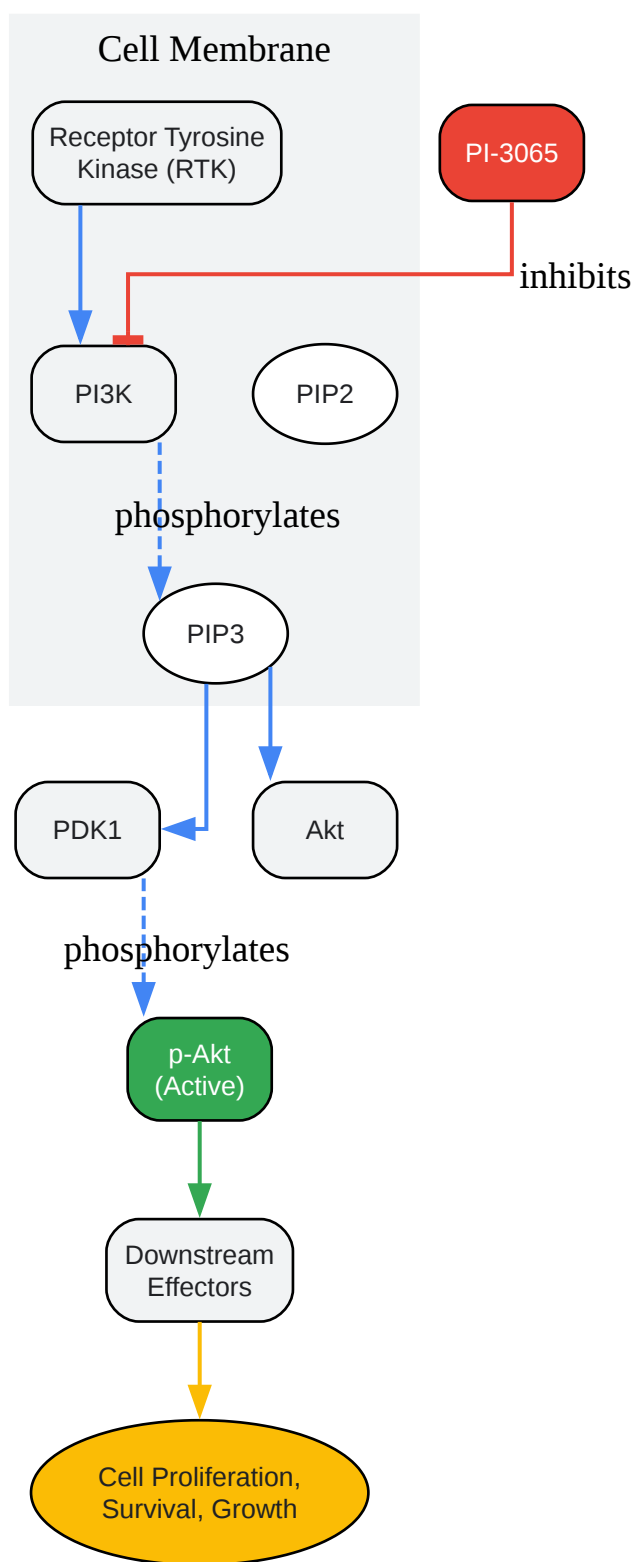 Cell Membrane
Receptor Tyrosine
Kinase (RTK)
PI-3065
inhibits
PI3K
PIP2
phosphorylates
PIP3
PDK1
Akt
phosphorylates
p-Akt
(Active)
Downstream
Effectors
Cell Proliferation,
Survival, Growth